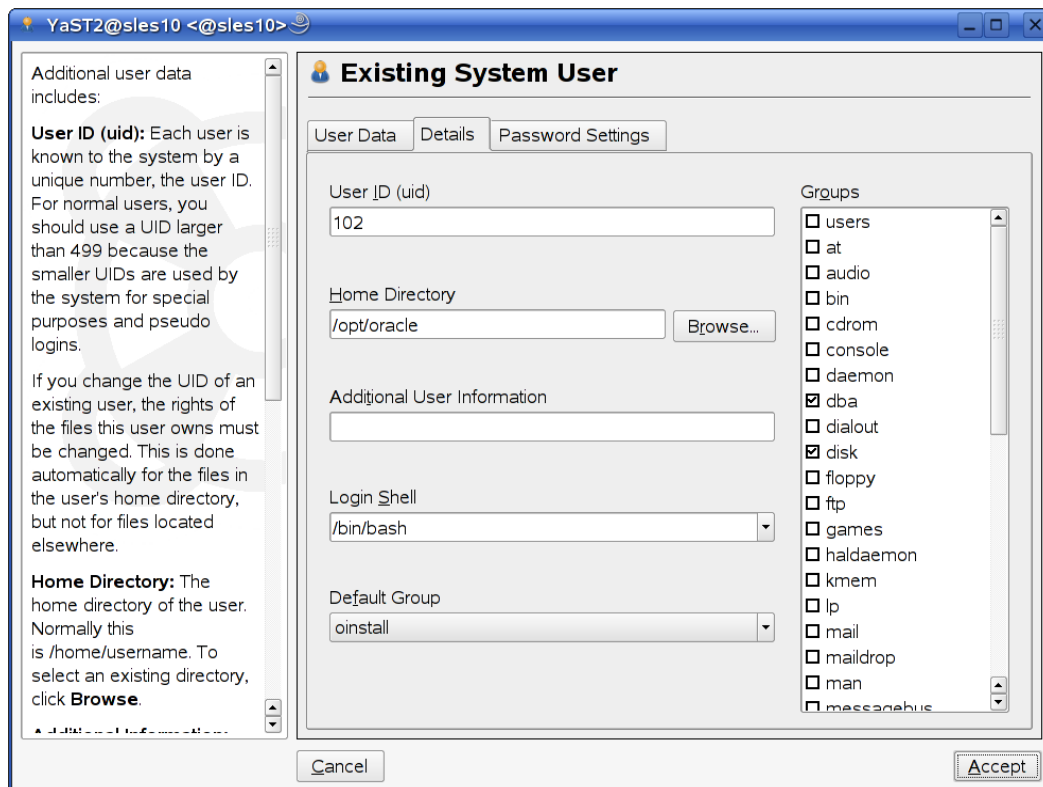 YaST2@sles10 <@sles10>
Additional user data
includes:
User ID (uid): Each user is
known to the system by a
unique number, the user ID.
For normal users, you
should use a UID larger
than 499 because the
smaller UIDs are used by
the system for special
purposes and pseudo
logins.
If you change the UID of an
existing user, the rights of
the files this user owns must
be changed. This is done
automatically for the files in
the user's home directory,
but not for files located
elsewhere.
Home Directory: The
home directory of the user.
Normally this
is /home/username. To
select an existing directory,
click Browse.
Additional Information:
Existing System User
User Data
Details
Password Settings
User ID (uid)
102
Home Directory
/opt/oracle
Browse...
Additional User Information
Login Shell
/bin/bash
Default Group
oinstall
Groups
users
at
audio
bin
cdrom
console
daemon
dba
dialout
disk
floppy
ftp
games
haldaemon
kmem
lp
mail
maildrop
man
messagebus
Cancel
Accept